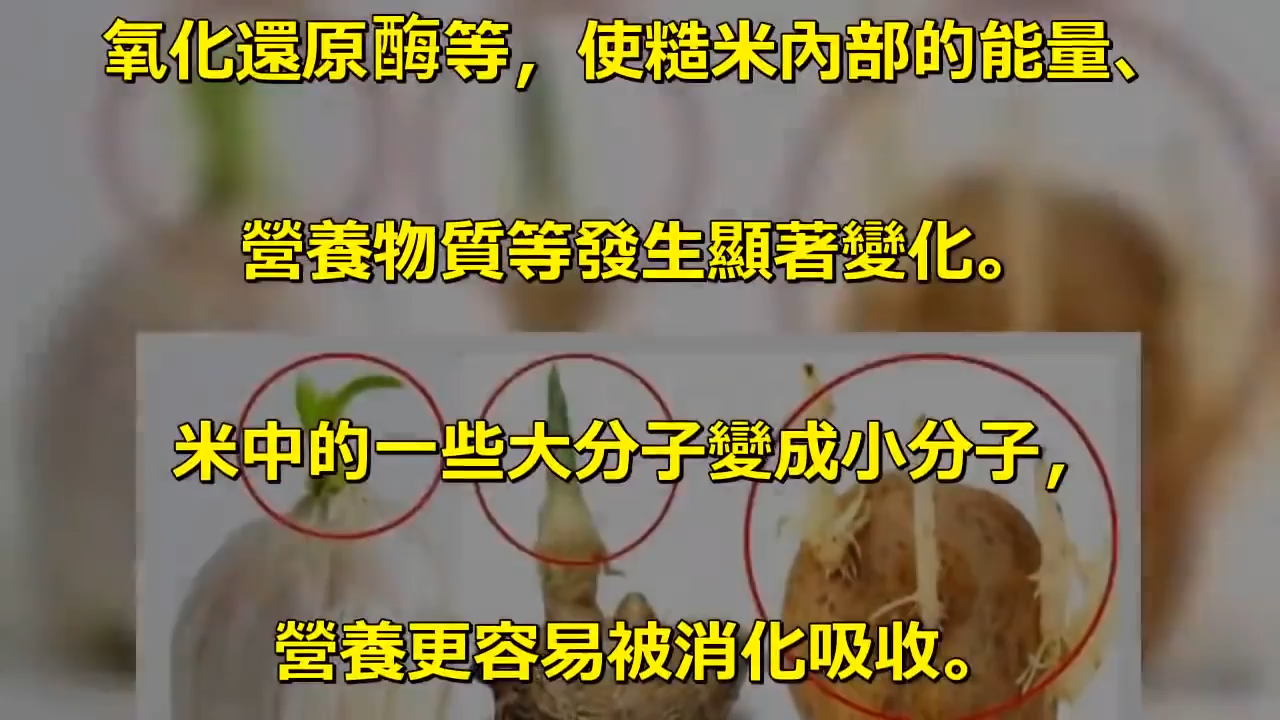 氧化還原酶等，使糙米內部的能量、
營養物質等發生顯著變化。
米中的一些大分子變成小分子，
營養更容易被消化吸收。